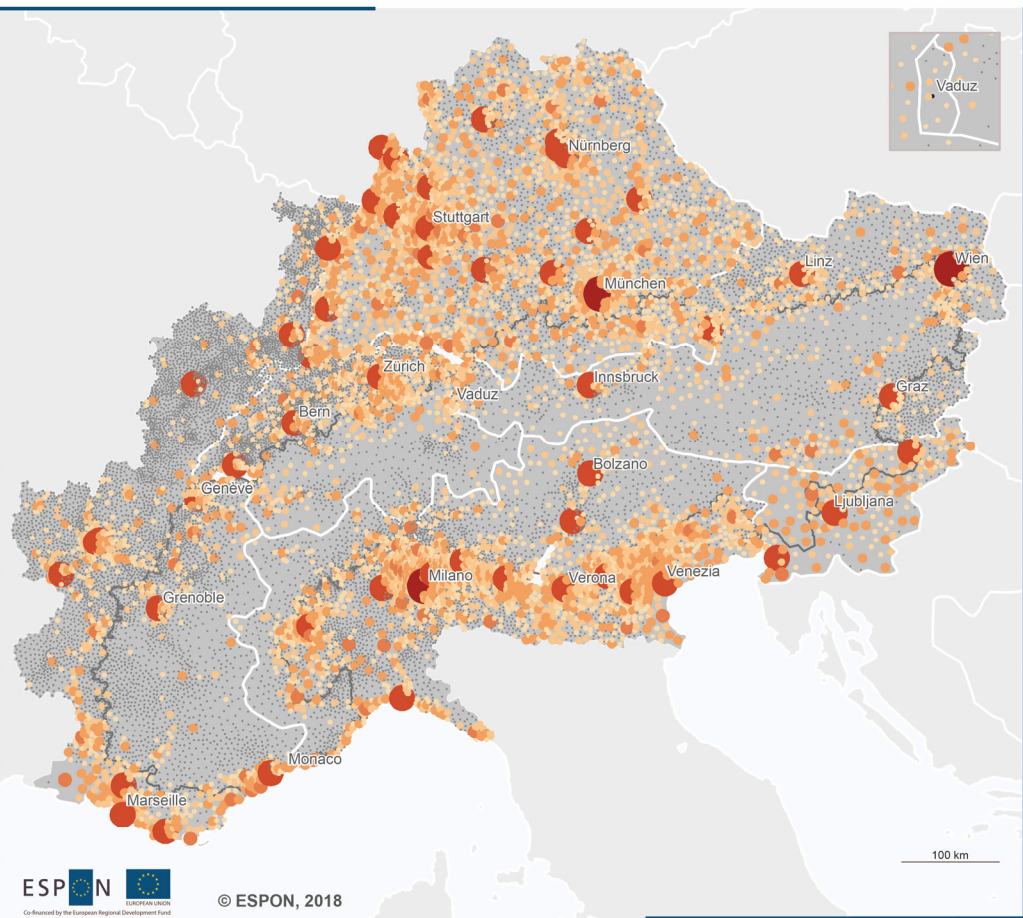 Vaduz
Nürnberg
Stuttgart
Wien
Linz
München
Zürich
Innsbruck
Vaduz
Graz
Bern
Bolzano
Genève
Ljubljana
Milano
Verona
Venezia
Grenoble
Monaco
Marseille
100 km
ESPON
EUROPEAN UNION
Co-financed by the European Regional Development Fund
© ESPON, 2018